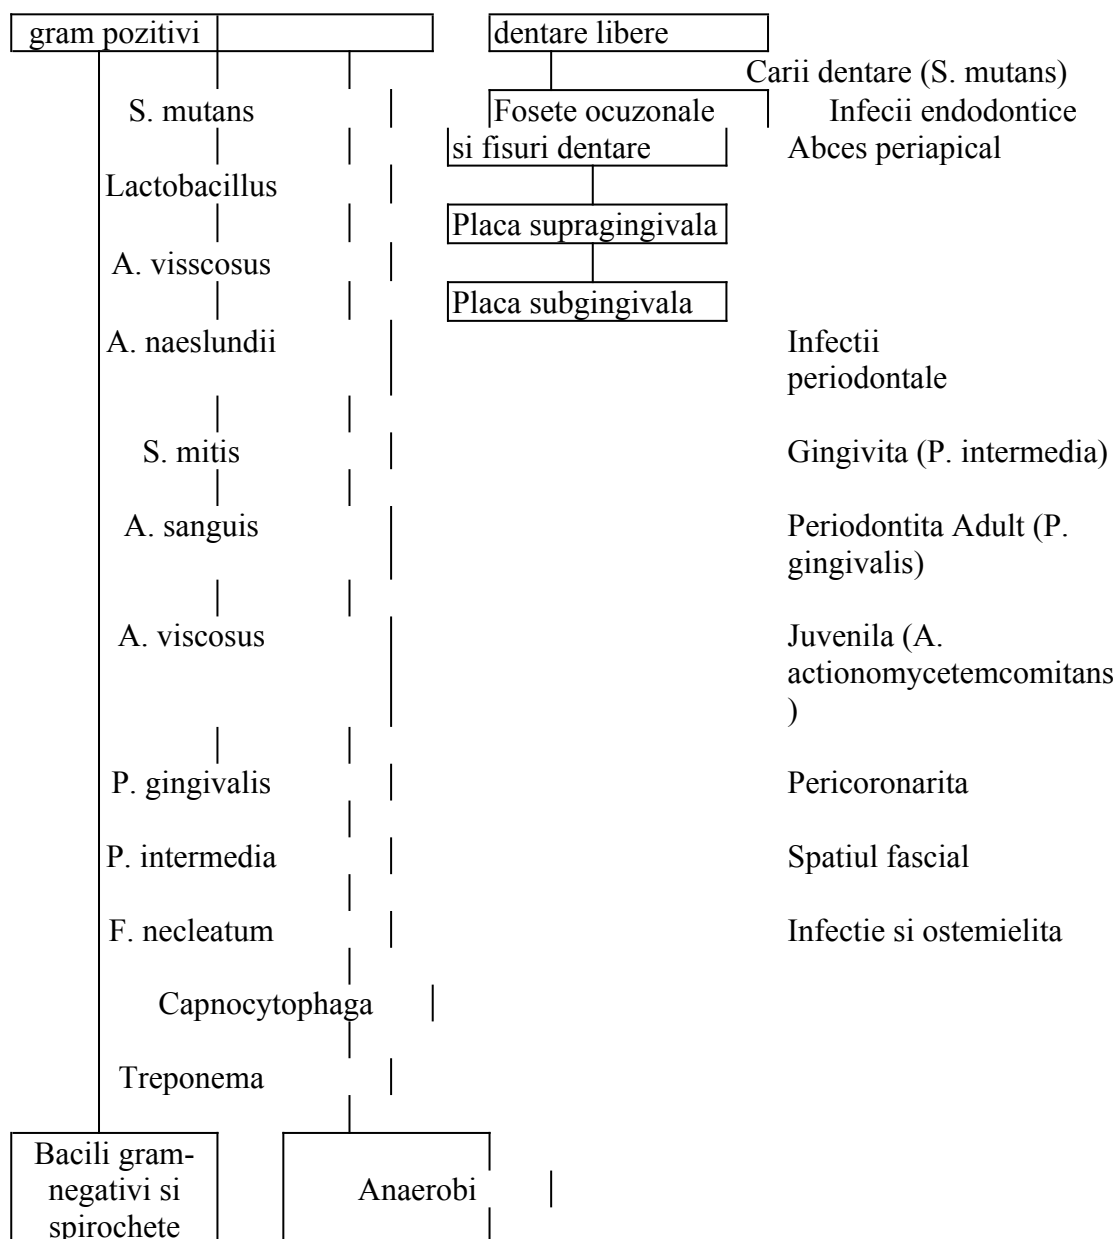 gram pozitivi
dentare libere
Carii dentare (S. mutans)
S. mutans
Fosete ocuzonale
Infecii endodontice
si fisuri dentare
Abces periapical
Lactobacillus
Placa supragingivala
A. visscosus
Placa subgingivala
A. naeslundii
Infectii
periodontale
S. mitis
Gingivita (P. intermedia)
A. sanguis
Periodontita Adult (P.
gingivalis)
A. viscosus
Juvenila (A.
actionomycetemcomitans
)
P. gingivalis
Pericoronarita
P. intermedia
Spatiul fascial
F. necleatum
Infectie si ostemielita
Capnocytophaga
Treponema
Bacili gram-
negativi si
spirochete
Anaerobi